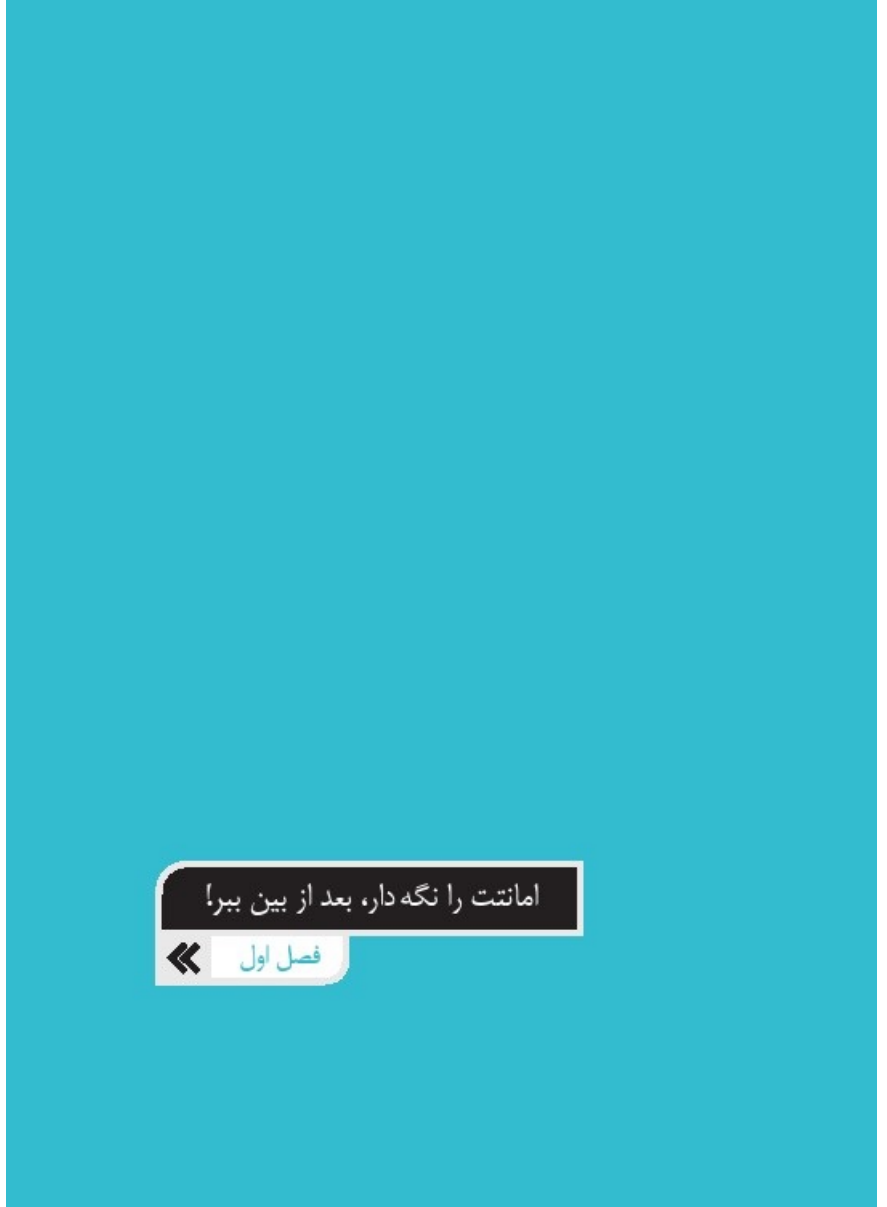 امانتت را نگه دار، بعد از بین ببر!
فصل اول